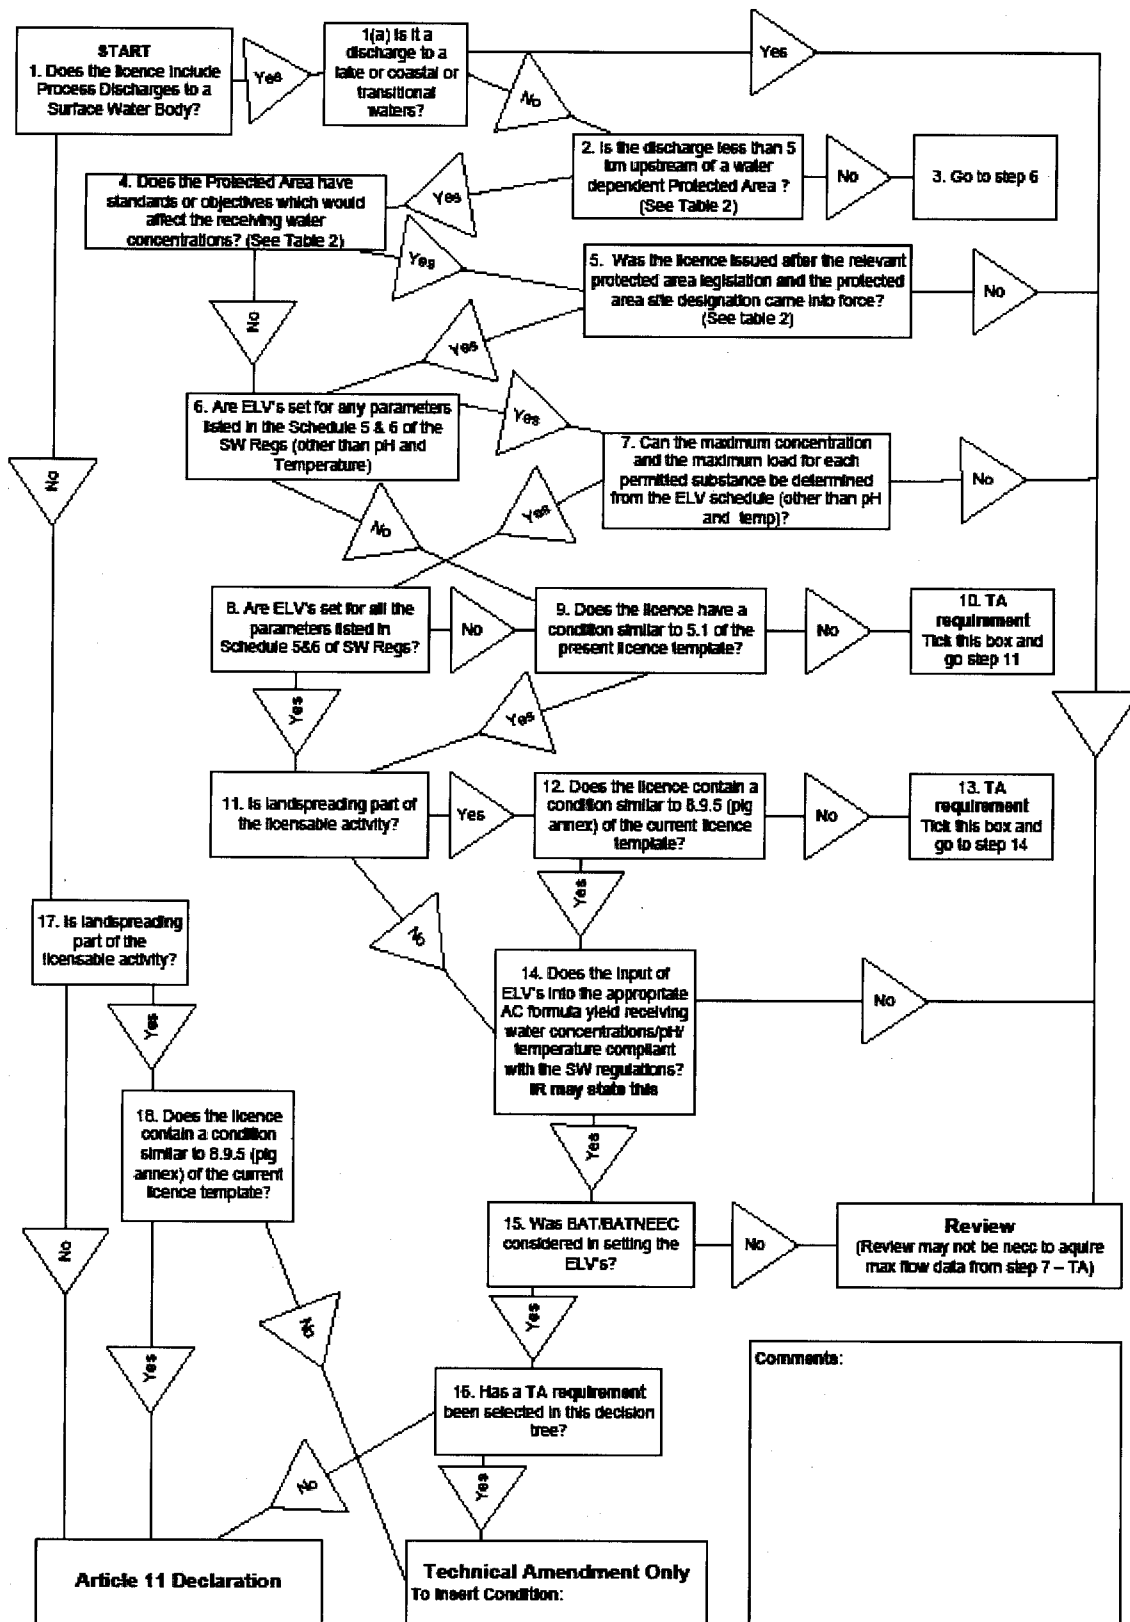 START
1. Does the licence include
Process Discharges to a
Surface Water Body?
Yes
1(a) Is it a
discharge to a
lake or coastal or
transitional
waters?
Yes
No
2. Is the discharge less than 5
km upstream of a water
dependent Protected Area ?
(See Table 2)
No
3. Go to step 6
Yes
4. Does the Protected Area have
standards or objectives which would
affect the receiving water
concentrations? (See Table 2)
Yes
No
5. Was the licence issued after the relevant
protected area legislation and the protected
area site designation came into force?
(See table 2)
No
Yes
6. Are ELV's set for any parameters
listed in the Schedule 5 & 6 of the
SW Regs (other than pH and
Temperature)
Yes
No
7. Can the maximum concentration
and the maximum load for each
permitted substance be determined
from the ELV schedule (other than pH
and temp)?
No
Yes
No
8. Are ELV's set for all the
parameters listed in
Schedule 5&6 of SW Regs?
No
9. Does the licence have a
condition similar to 5.1 of the
present licence template?
No
10. TA
requirement
Tick this box and
go step 11
Yes
Yes
11. Is landspreading part of
the licensable activity?
Yes
12. Does the licence contain a
condition similar to 8.9.5 (pig
annex) of the current licence
template?
No
13. TA
requirement
Tick this box and
go to step 14
Yes
No
17. Is landspreading
part of the
licensable activity?
14. Does the input of
ELV's into the appropriate
AC formula yield receiving
water concentrations/pH/
temperature compliant
with the SW regulations?
IR may state this
No
Yes
Yes
18. Does the licence
contain a condition
similar to 8.9.5 (pig
annex) of the current
licence template?
15. Was BAT/BATNEEC
considered in setting the
ELV's?
No
Review
(Review may not be necc to aquire
max flow data from step 7 – TA)
No
Yes
No
Yes
16. Has a TA requirement
been selected in this decision
tree?
No
Yes
Comments:
Article 11 Declaration
Technical Amendment Only
To Insert Condition: